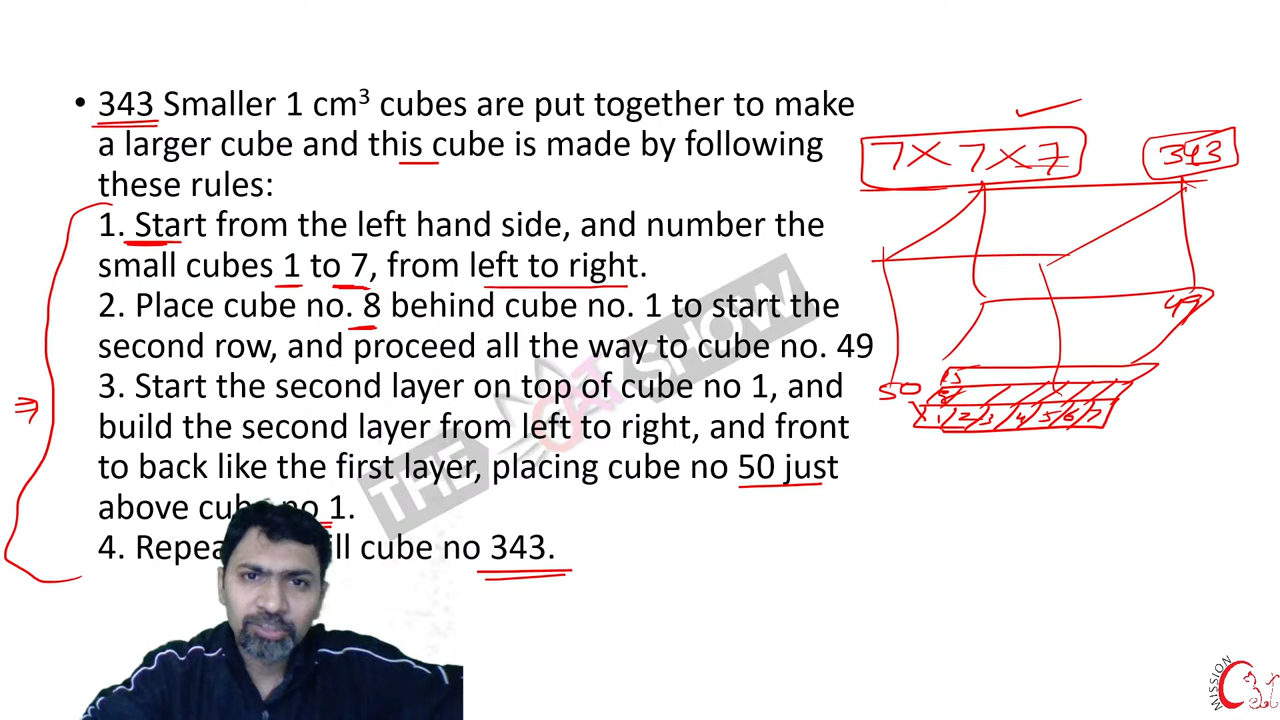 • 343 Smaller 1 cm³ cubes are put together to make
a larger cube and this cube is made by following
these rules:
1. Start from the left hand side, and number the
small cubes 1 to 7, from left to right.
2. Place cube no. 8 behind cube no. 1 to start the
second row, and proceed all the way to cube no. 49
3. Start the second layer on top of cube no 1, and
build the second layer from left to right, and front
to back like the first layer, placing cube no 50 just
above cube no 1.
4. Repea ill cube no 343.
7 X 7 X 7
343
49
50
1 2 3 4 5 6 7
THE CAT SHOW
MISSION